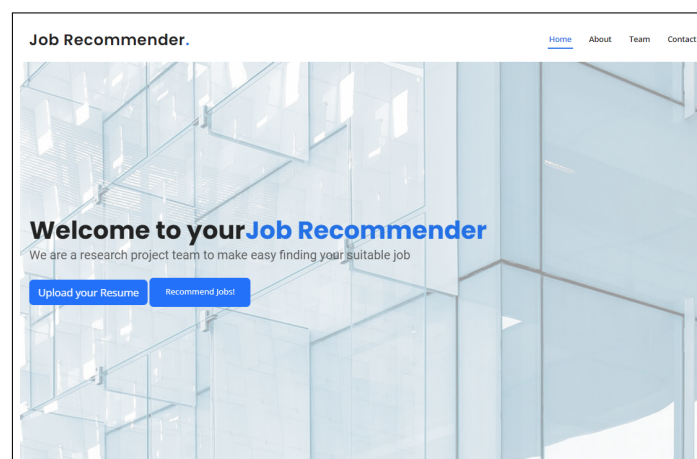 Job Recommender.
Home About Team Contact
Welcome to yourJob Recommender
We are a research project team to make easy finding your suitable job
Upload your Resume Recommend Jobs!